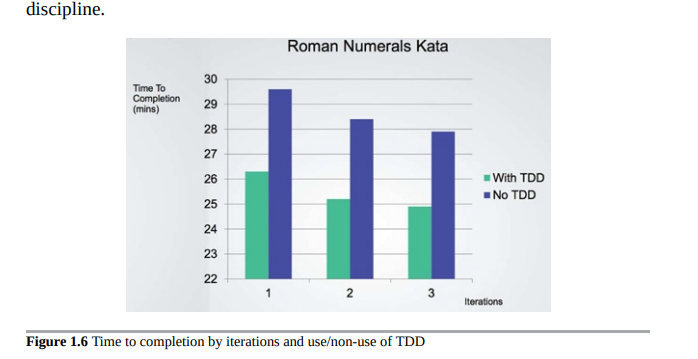 discipline.
Roman Numerals Kata
Time To
Completion
(mins)
30
29
28
27
26
25
24
23
22
With TDD
No TDD
1 2 3
Iterations
Figure 1.6 Time to completion by iterations and use/non-use of TDD